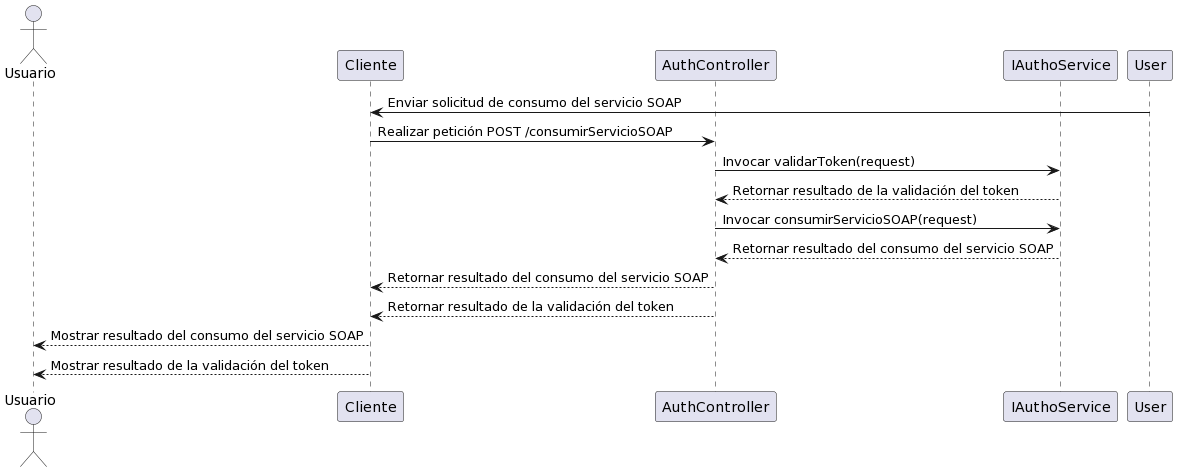 Usuario
Cliente
AuthController
IAuthoService
User
Enviar solicitud de consumo del servicio SOAP
Realizar petición POST /consumirServicioSOAP
Invocar validarToken(request)
Retornar resultado de la validación del token
Invocar consumirServicioSOAP(request)
Retornar resultado del consumo del servicio SOAP
Retornar resultado del consumo del servicio SOAP
Retornar resultado de la validación del token
Mostrar resultado del consumo del servicio SOAP
Mostrar resultado de la validación del token
Usuario
Cliente
AuthController
IAuthoService
User